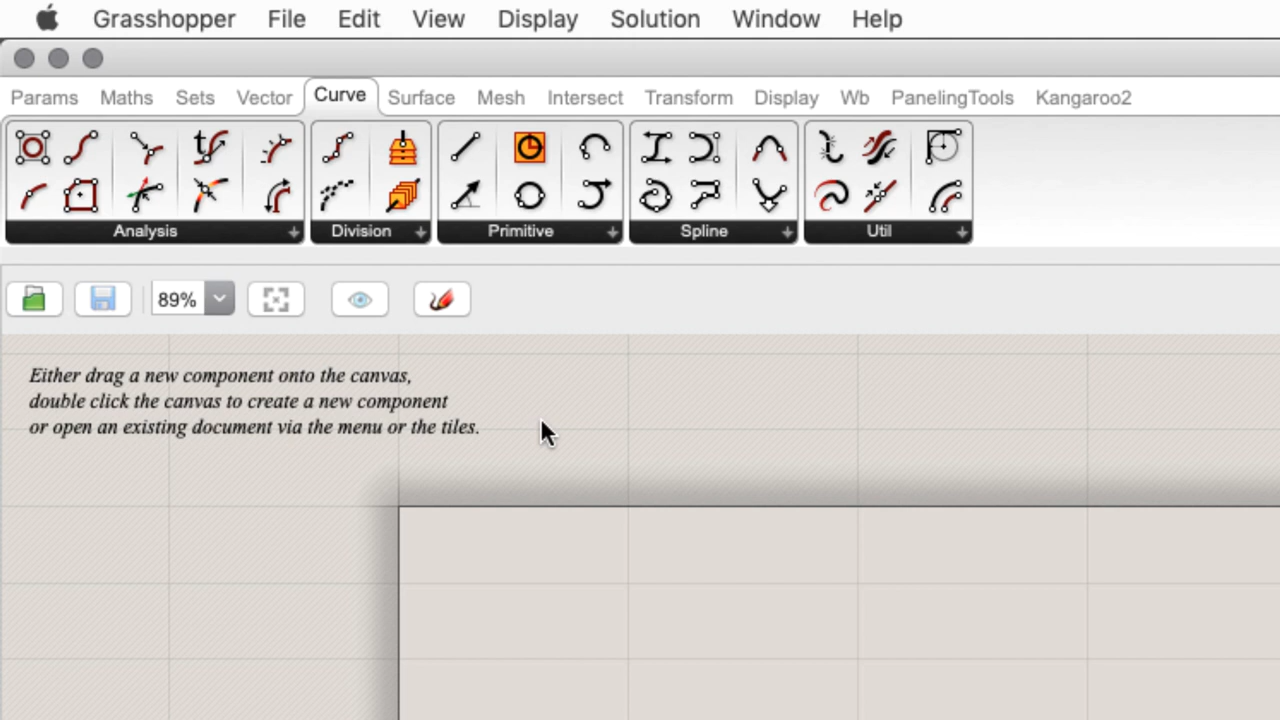 Grasshopper File Edit View Display Solution Window Help
Params Maths Sets Vector Curve Surface Mesh Intersect Transform Display Wb PanelingTools Kangaroo2
Analysis Division Primitive Spline Util
89%
Either drag a new component onto the canvas,
double click the canvas to create a new component
or open an existing document via the menu or the tiles.